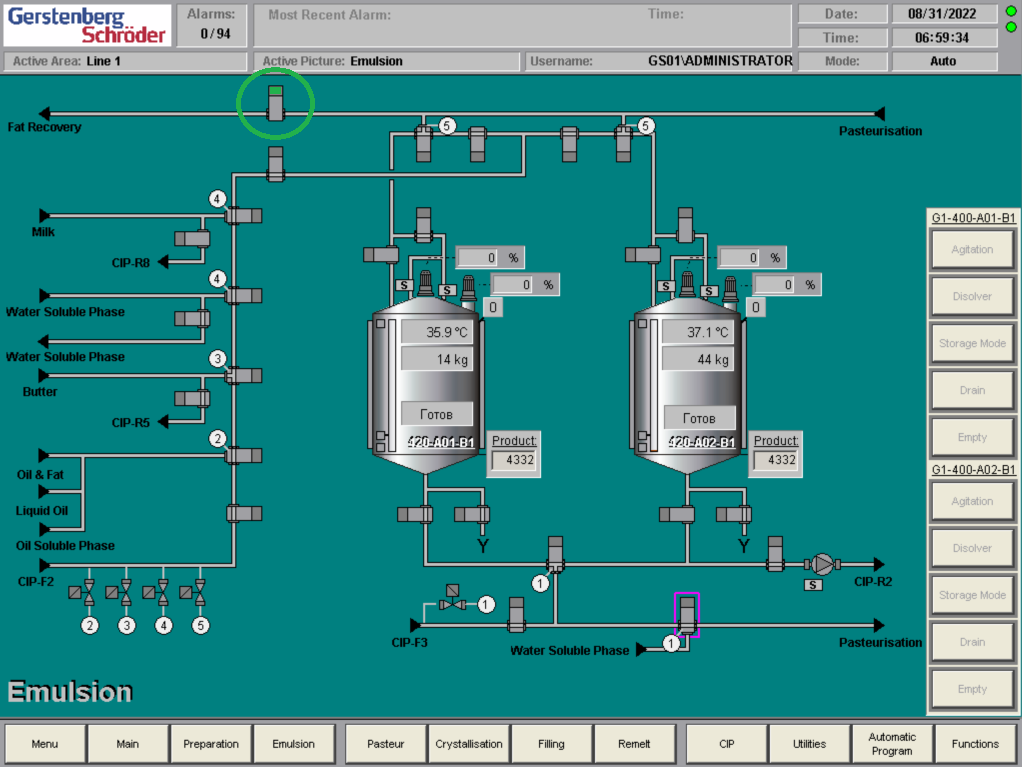 Gerstenberg
Schröder
Alarms:
0 / 94
Most Recent Alarm:
Time:
Date:
08/31/2022
Time:
06:59:34
Active Area: Line 1
Active Picture: Emulsion
Username:
GS01\ADMINISTRATOR
Mode:
Auto
Fat Recovery
Pasteurisation
5
5
4
Milk
CIP-R8
4
Water Soluble Phase
Water Soluble Phase
3
Butter
CIP-R5
2
Oil & Fat
Liquid Oil
Oil Soluble Phase
CIP-F2
2
3
4
5
0 %
0 %
S
S
0
35.9 °C
14 kg
Готов
420-A01-B1
Product:
4332
Y
0 %
0 %
S
S
0
37.1 °C
44 kg
Готов
420-A02-B1
Product:
4332
Y
S
CIP-R2
1
1
CIP-F3
1
Water Soluble Phase
Pasteurisation
G1-400-A01-B1
Agitation
Disolver
Storage Mode
Drain
Empty
G1-400-A02-B1
Agitation
Disolver
Storage Mode
Drain
Empty
Emulsion
Menu
Main
Preparation
Emulsion
Pasteur
Crystallisation
Filling
Remelt
CIP
Utilities
Automatic
Program
Functions